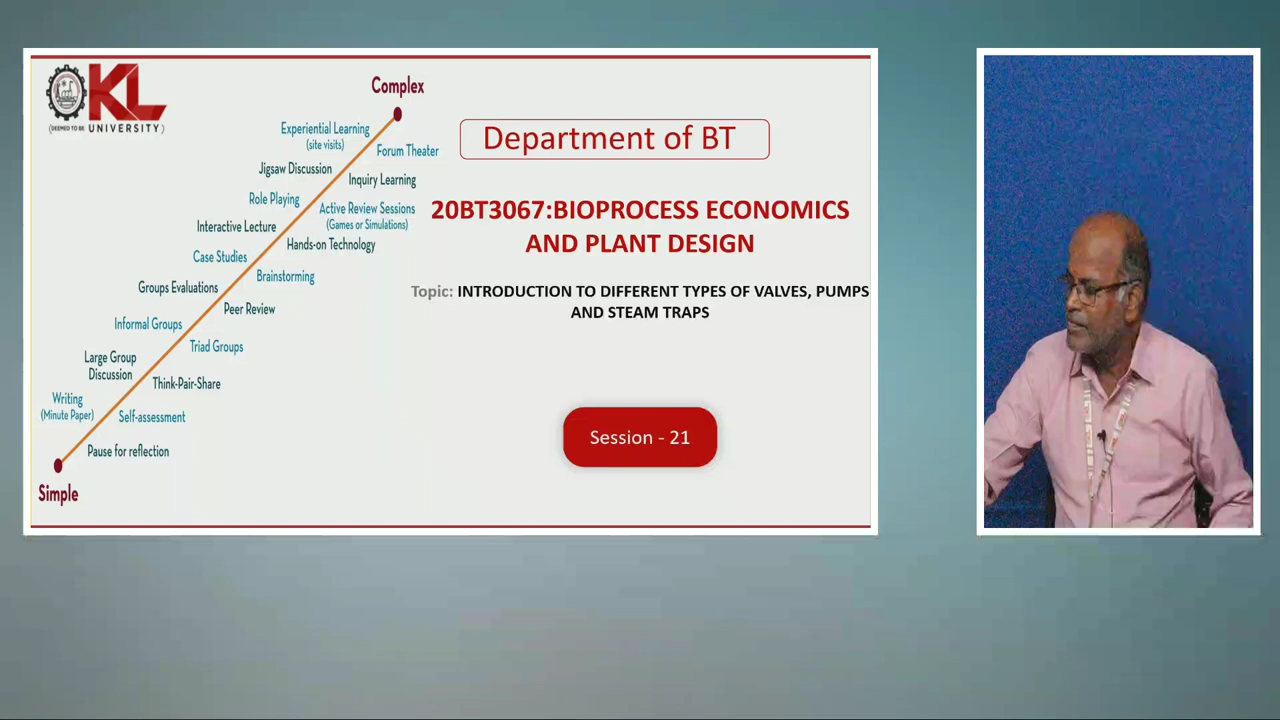 KL
(DEEMED TO BE UNIVERSITY)
Complex
Experiential Learning
(site visits)
Forum Theater
Jigsaw Discussion
Inquiry Learning
Role Playing
Active Review Sessions
(Games or Simulations)
Interactive Lecture
Hands-on Technology
Case Studies
Brainstorming
Groups Evaluations
Peer Review
Informal Groups
Triad Groups
Large Group
Discussion
Think-Pair-Share
Writing
(Minute Paper)
Self-assessment
Pause for reflection
Simple
Department of BT
20BT3067:BIOPROCESS ECONOMICS
AND PLANT DESIGN
Topic: INTRODUCTION TO DIFFERENT TYPES OF VALVES, PUMPS
AND STEAM TRAPS
Session - 21